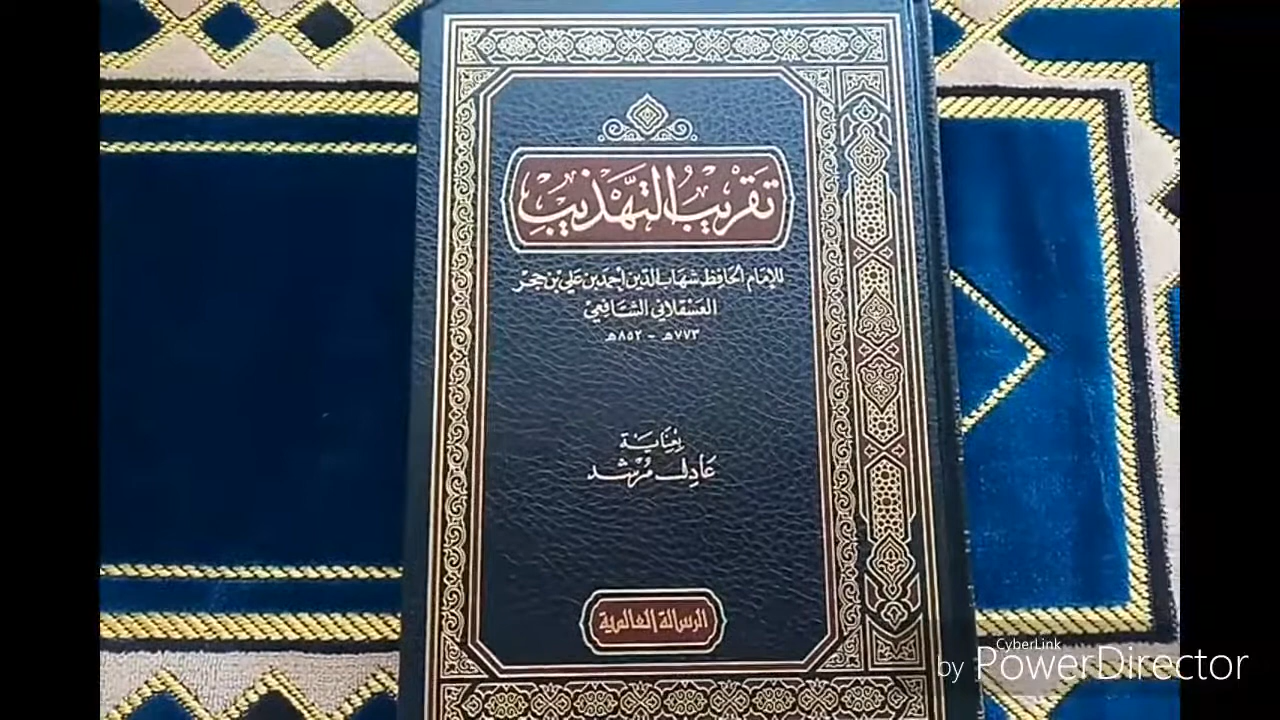 تقريب التهذيب
للإمام الحافظ شهاب الدين أحمد بن علي بن حجر
العسقلاني الشافعي
٧٧٣هـ - ٨٥٢هـ
بعناية
عادل مرشد
الرسالة العالمية
CyberLink
by PowerDirector